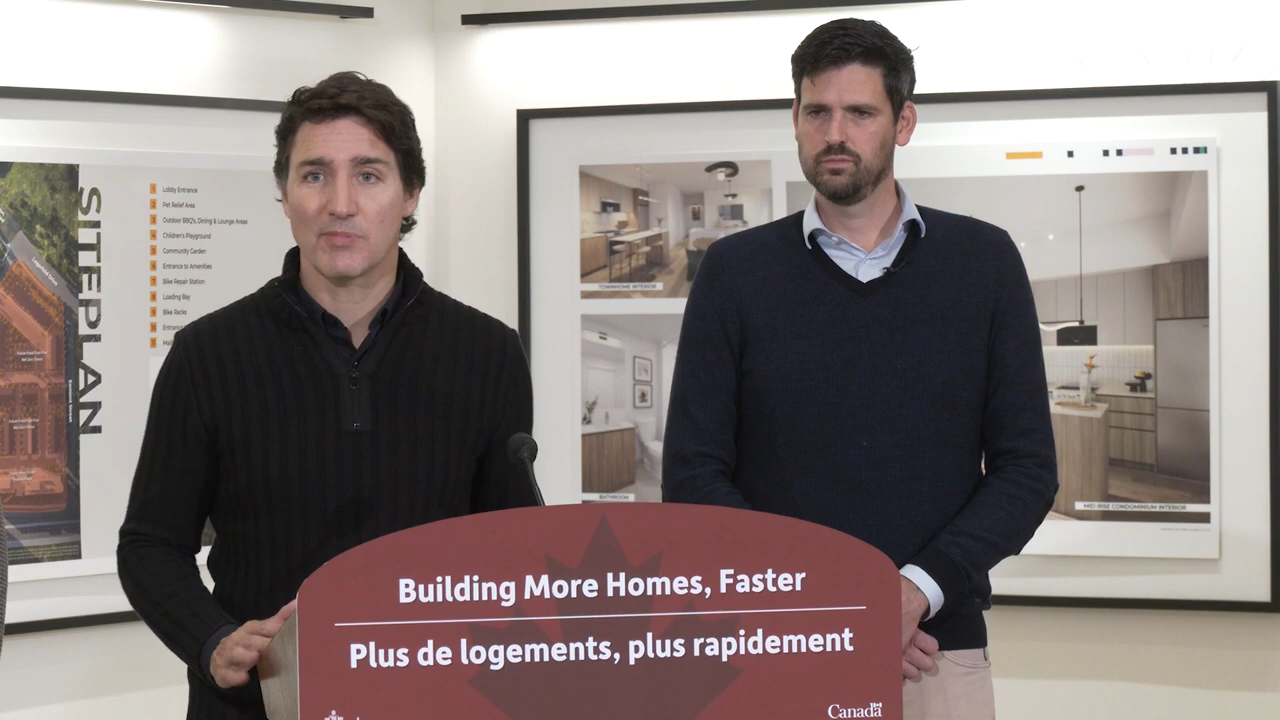 SITEPLAN
Lobby Entrance
Pet Relief Area
Outdoor BBQ's, Dining & Lounge Areas
Children's Playground
Community Garden
Entrance to Amenities
Bike Repair Station
Loading Bay
Bike Racks
TOWNHOME INTERIOR
BATHROOM
MID RISE CONDOMINIUM INTERIOR
Building More Homes, Faster
Plus de logements, plus rapidement
Canada